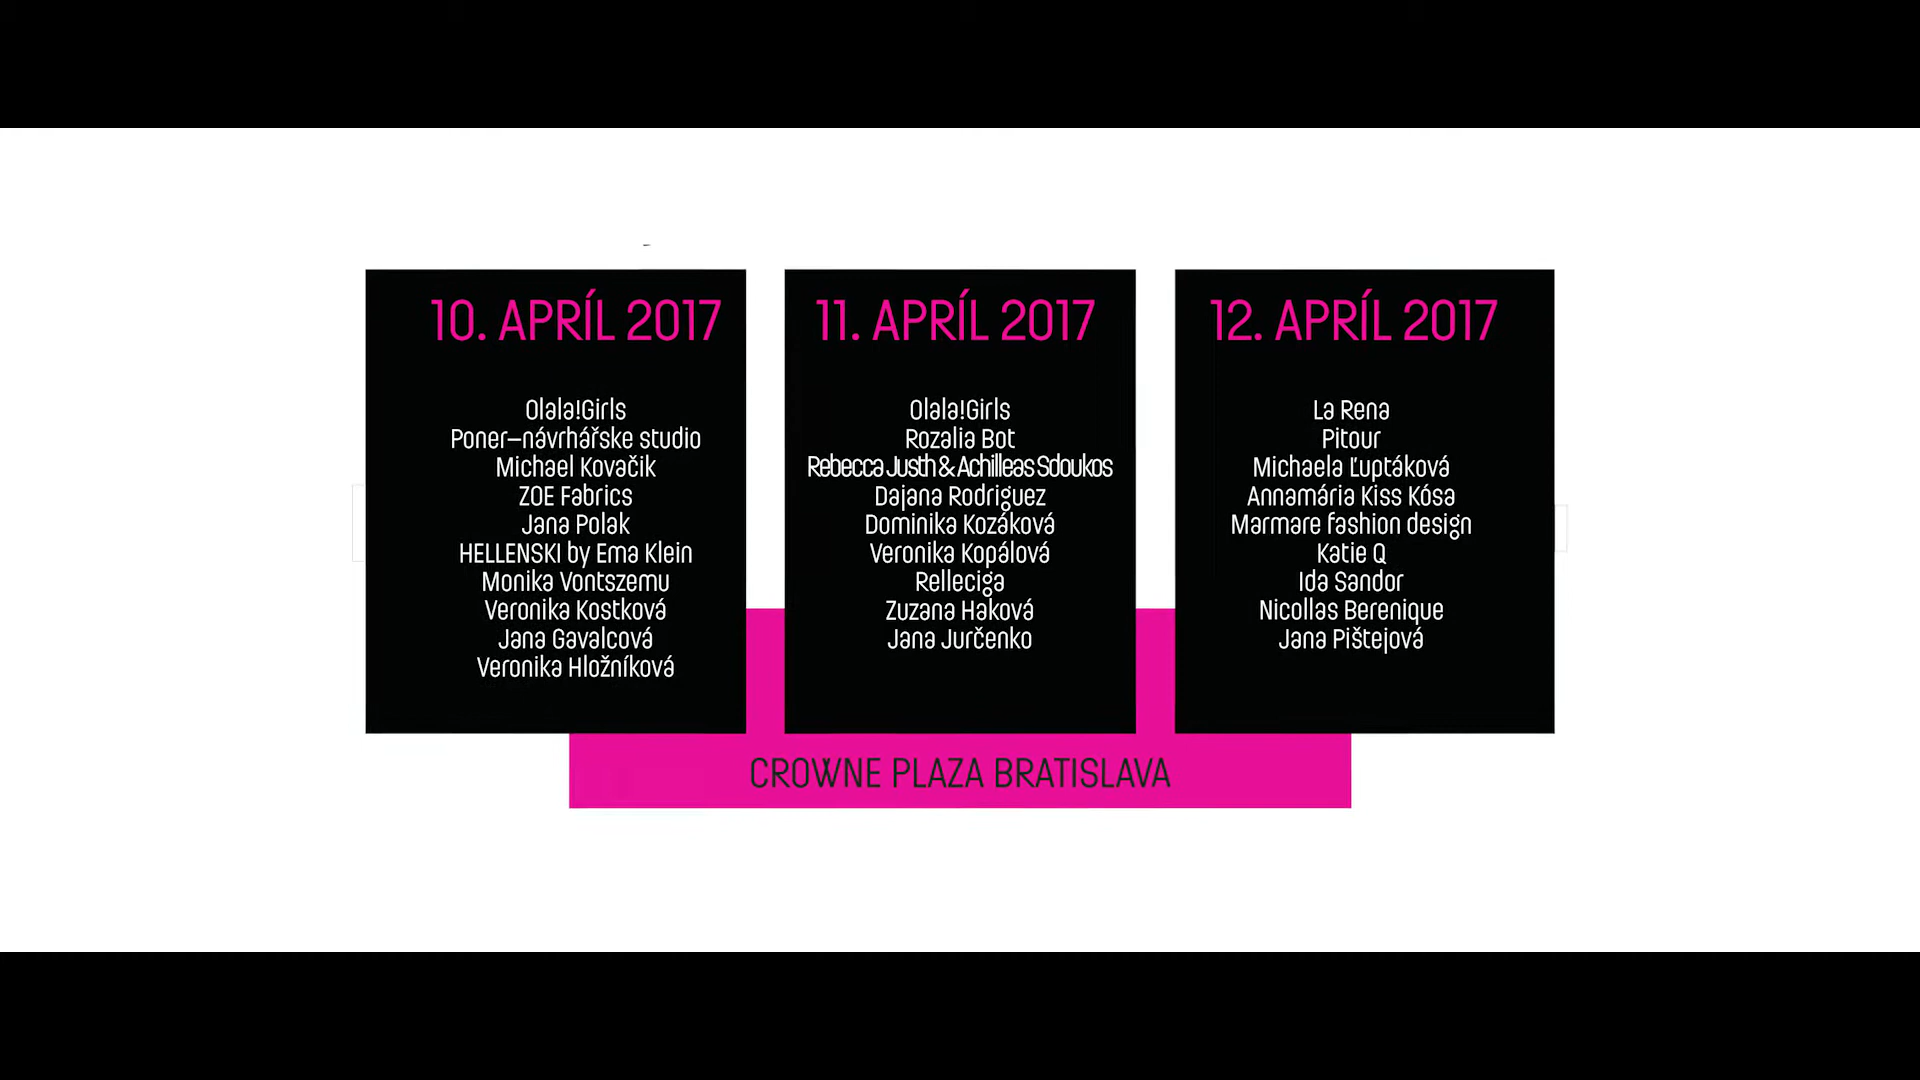 10. APRÍL 2017
Olala!Girls
Poner–návrhářske studio
Michael Kovačik
ZOE Fabrics
Jana Polak
HELLENSKI by Ema Klein
Monika Vontszemu
Veronika Kostková
Jana Gavalcová
Veronika Hložníková
11. APRÍL 2017
Olala!Girls
Rozalia Bot
Rebecca Justh & Achilleas Sdoukos
Dajana Rodriguez
Dominika Kozáková
Veronika Kopálová
Relleciga
Zuzana Haková
Jana Jurčenko
12. APRÍL 2017
La Rena
Pitour
Michaela Ľuptáková
Annamária Kiss Kósa
Marmare fashion design
Katie Q
Ida Sandor
Nicollas Berenique
Jana Pištejová
CROWNE PLAZA BRATISLAVA